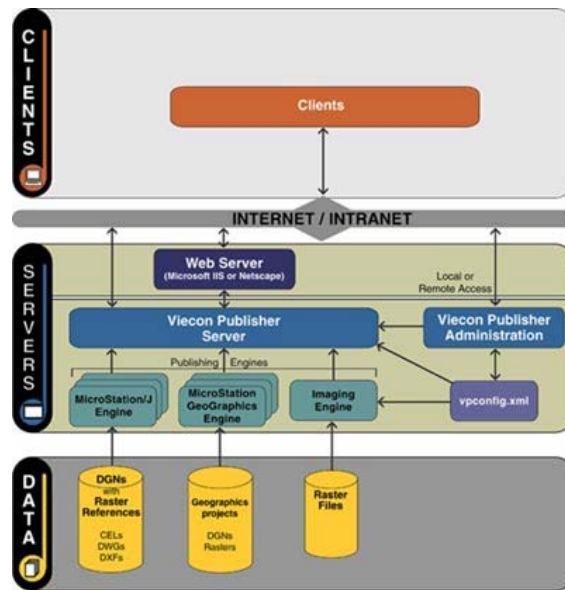 CLIENTS
Clients
INTERNET / INTRANET
SERVERS
Web Server
(Microsoft IIS or Netscape)
Local or
Remote Access
Viecon Publisher
Server
Viecon Publisher
Administration
Publishing Engines
MicroStation/J
Engine
MicroStation
GeoGraphics
Engine
Imaging
Engine
vpconfig.xml
DATA
DGNs
with
Raster
References
CELs
DWGs
DXFs
Geographics
projects
DGNs
Rasters
Raster
Files